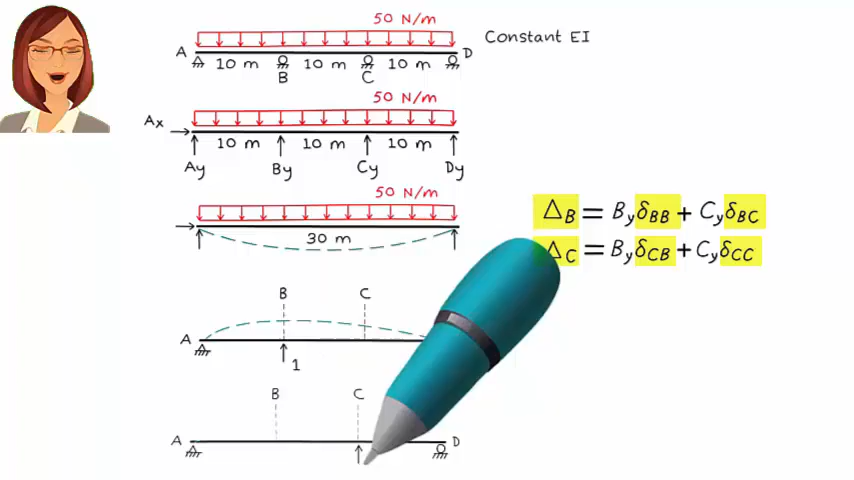 50 N/m
A D Constant EI
10 m 10 m 10 m
B C
50 N/m
Ax
10 m 10 m 10 m
Ay By Cy Dy
50 N/m
30 m
ΔB = ByδBB + CyδBC
ΔC = ByδCB + CyδCC
B C
A
1
B C
A D